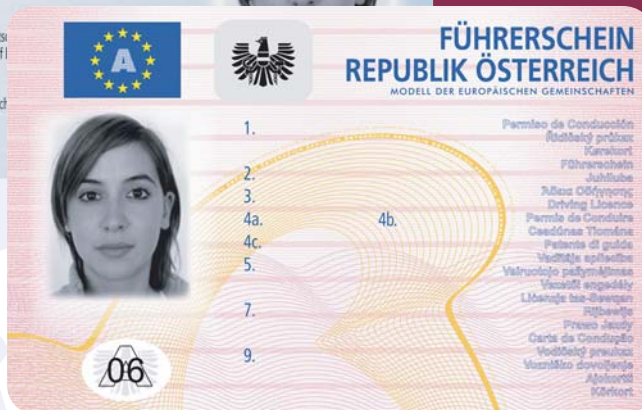 A
FÜHRERSCHEIN
REPUBLIK ÖSTERREICH
MODELL DER EUROPÄISCHEN GEMEINSCHAFTEN
1.
2.
3.
4a. 4b.
4c.
5.
7.
9.
06
Permiso de Conducción
Řidičský průkaz
Kørekort
Führerschein
Juhiluba
Άδεια Οδήγησης
Driving Licence
Permis de Conduire
Ceadúnas Tiomána
Patente di guida
Vadītāja apliecība
Vairuotojo pažymėjimas
Vezetői engedély
Liċenzja tas-Sewqan
Rijbewijs
Prawo Jazdy
Carta de Condução
Vodičský preukaz
Vozniško dovoljenje
Ajokortti
Körkort